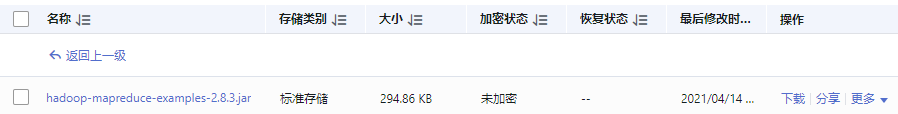 名称 存储类别 大小 加密状态 恢复状态 最后修改时... 操作
返回上一级
hadoop-mapreduce-examples-2.8.3.jar 标准存储 294.86 KB 未加密 -- 2021/04/14 ... 下载 | 分享 | 更多